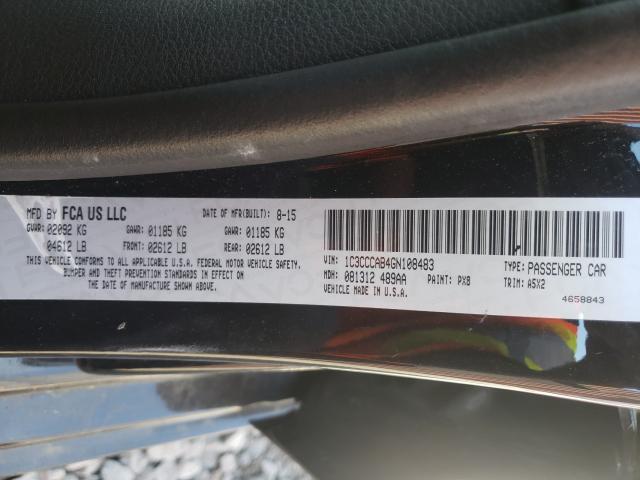 MFD BY FCA US LLC DATE OF MFR(BUILT): 8-15
GVWR: 02092 KG GAWR: 01185 KG GAWR: 01185 KG
04612 LB FRONT: 02612 LB REAR: 02612 LB
THIS VEHICLE CONFORMS TO ALL APPLICABLE U.S.A. FEDERAL MOTOR VEHICLE SAFETY,
BUMPER AND THEFT PREVENTION STANDARDS IN EFFECT ON
THE DATE OF MANUFACTURE SHOWN ABOVE.
VIN: 1C3CCCAB4GN108483 TYPE: PASSENGER CAR
MDH: 081312 489AA PAINT: PX8 TRIM: A5X2
VEHICLE MADE IN U.S.A.
4658843